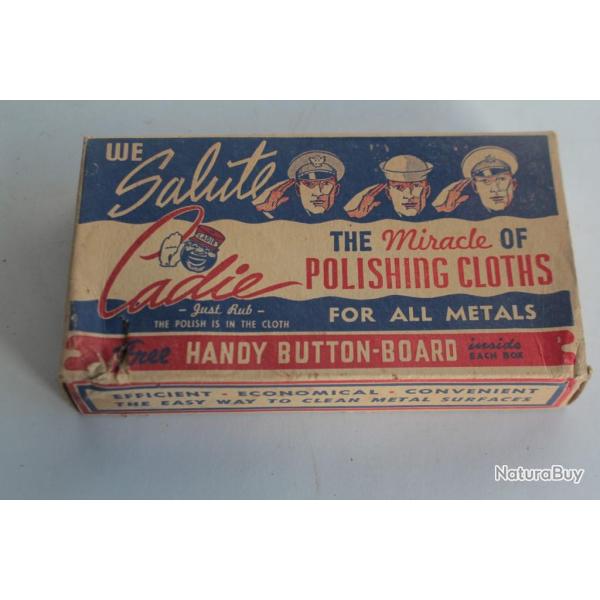 WE
Salute
CADIE
Cadie
THE Miracle OF
POLISHING CLOTHS
- Just Rub -
THE POLISH IS IN THE CLOTH
FOR ALL METALS
Free HANDY BUTTON-BOARD inside
EACH BOX
EFFICIENT - ECONOMICAL - CONVENIENT
THE EASY WAY TO CLEAN METAL SURFACES
NaturaBuy